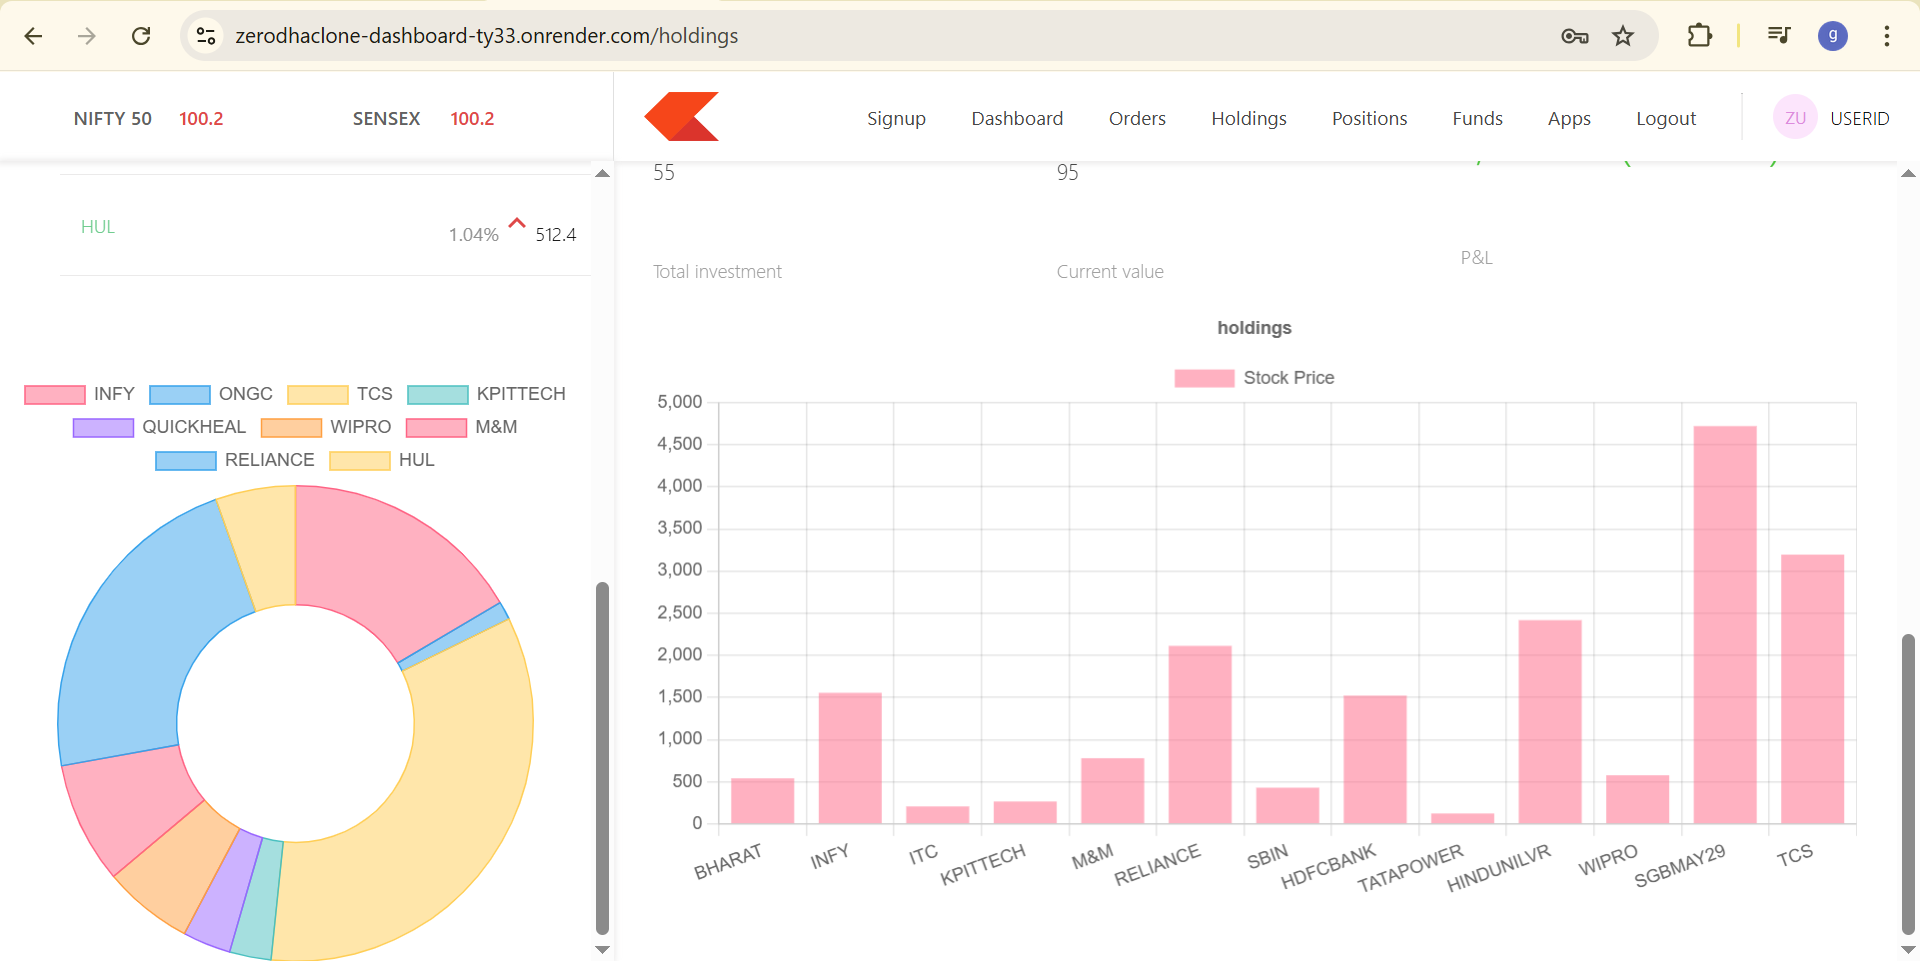 zerodhaclone-dashboard-ty33.onrender.com/holdings
g
NIFTY 50 100.2 SENSEX 100.2
Signup Dashboard Orders Holdings Positions Funds Apps Logout ZU USERID
HUL 1.04% 512.4
INFY ONGC TCS KPITTECH
QUICKHEAL WIPRO M&M
RELIANCE HUL
55 95
Total investment Current value P&L
holdings
Stock Price
5,000
4,500
4,000
3,500
3,000
2,500
2,000
1,500
1,000
500
0
BHARAT INFY ITC KPITTECH M&M RELIANCE SBIN HDFCBANK TATAPOWER HINDUNILVR WIPRO SGBMAY29 TCS